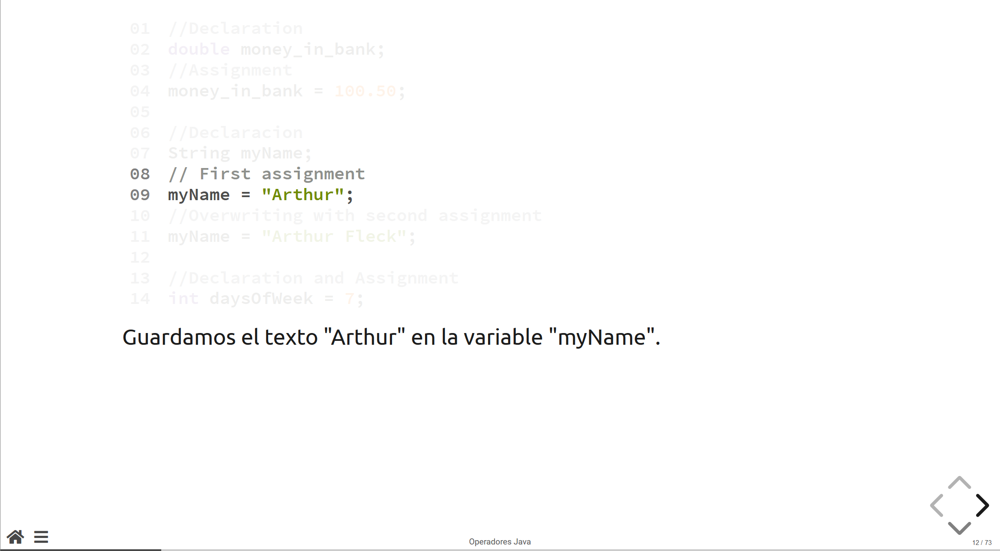 01 //Declaration
02 double money_in_bank;
03 //Assignment
04 money_in_bank = 100.50;
05
06 //Declaracion
07 String myName;
08 // First assignment
09 myName = "Arthur";
10 //Overwriting with second assignment
11 myName = "Arthur Fleck";
12
13 //Declaration and Assignment
14 int daysOfWeek = 7;
Guardamos el texto "Arthur" en la variable "myName".
Operadores Java
12 / 73